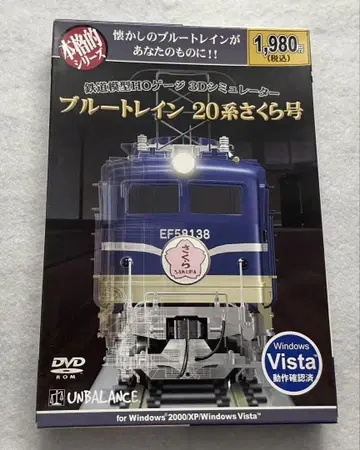 本格的
シリーズ
懐かしのブルートレインが
あなたのものに!!
1,980円
(税込)
鉄道模型HOゲージ 3Dシミュレーター
ブルートレイン 20系さくら号
EF58138
さくら
SAKURA
DVD
ROM
UNBALANCE
Windows
Vista™
動作確認済
for Windows® 2000/XP/Windows Vista™